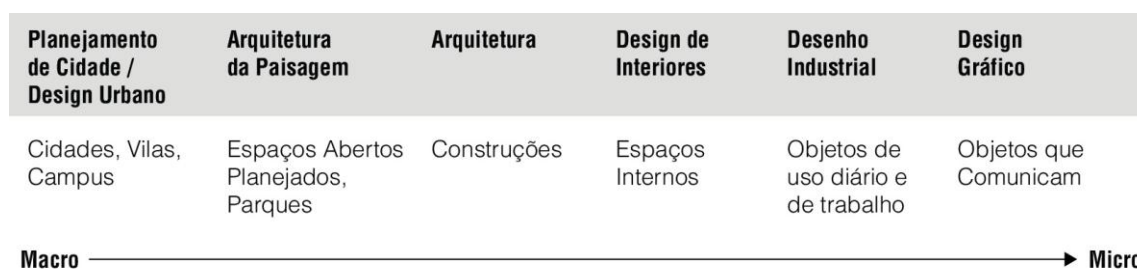 Planejamento
de Cidade /
Design Urbano
Arquitetura
da Paisagem
Arquitetura
Design de
Interiores
Desenho
Industrial
Design
Gráfico
Cidades, Vilas,
Campus
Espaços Abertos
Planejados,
Parques
Construções
Espaços
Internos
Objetos de
uso diário e
de trabalho
Objetos que
Comunicam
Macro
Micro